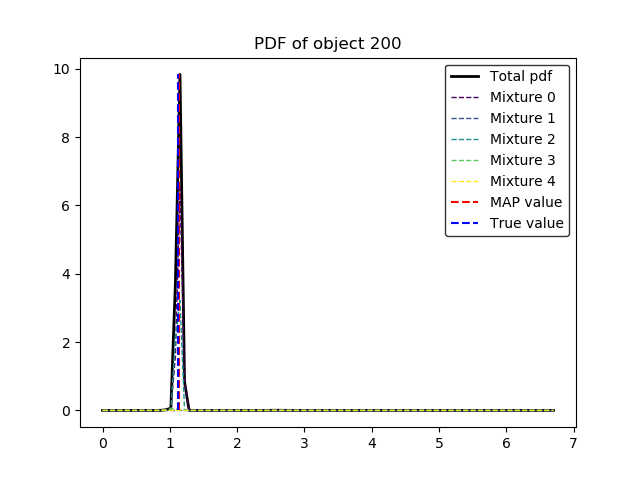 PDF of object 200
10
8
6
4
2
0
0 1 2 3 4 5 6 7
Total pdf
Mixture 0
Mixture 1
Mixture 2
Mixture 3
Mixture 4
MAP value
True value